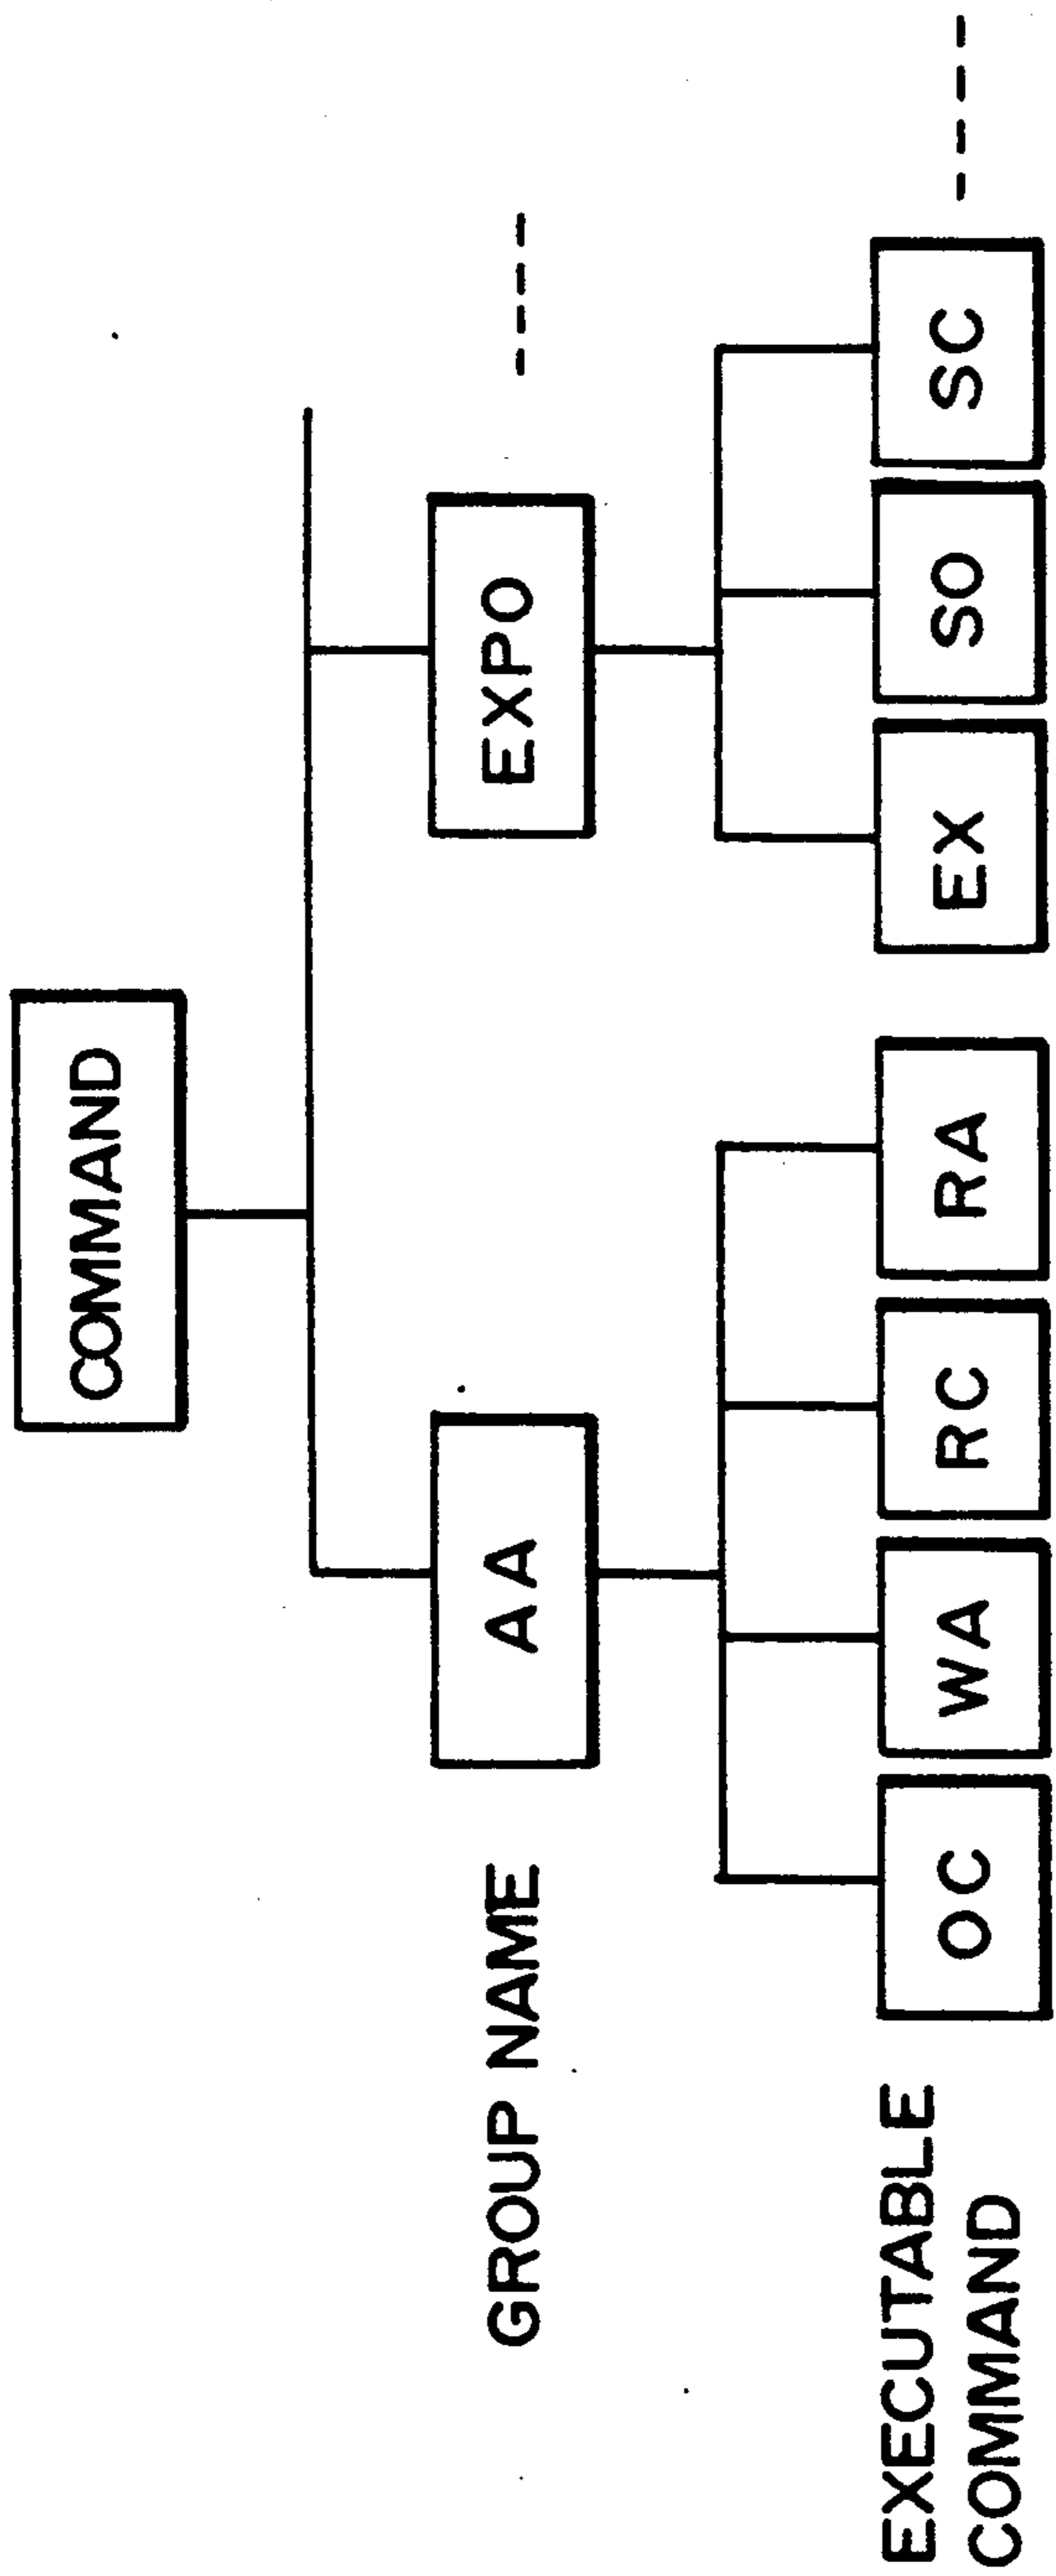 COMMAND
GROUP NAME
AA
EXPO
EXECUTABLE
COMMAND
OC
WA
RC
RA
EX
SO
SC